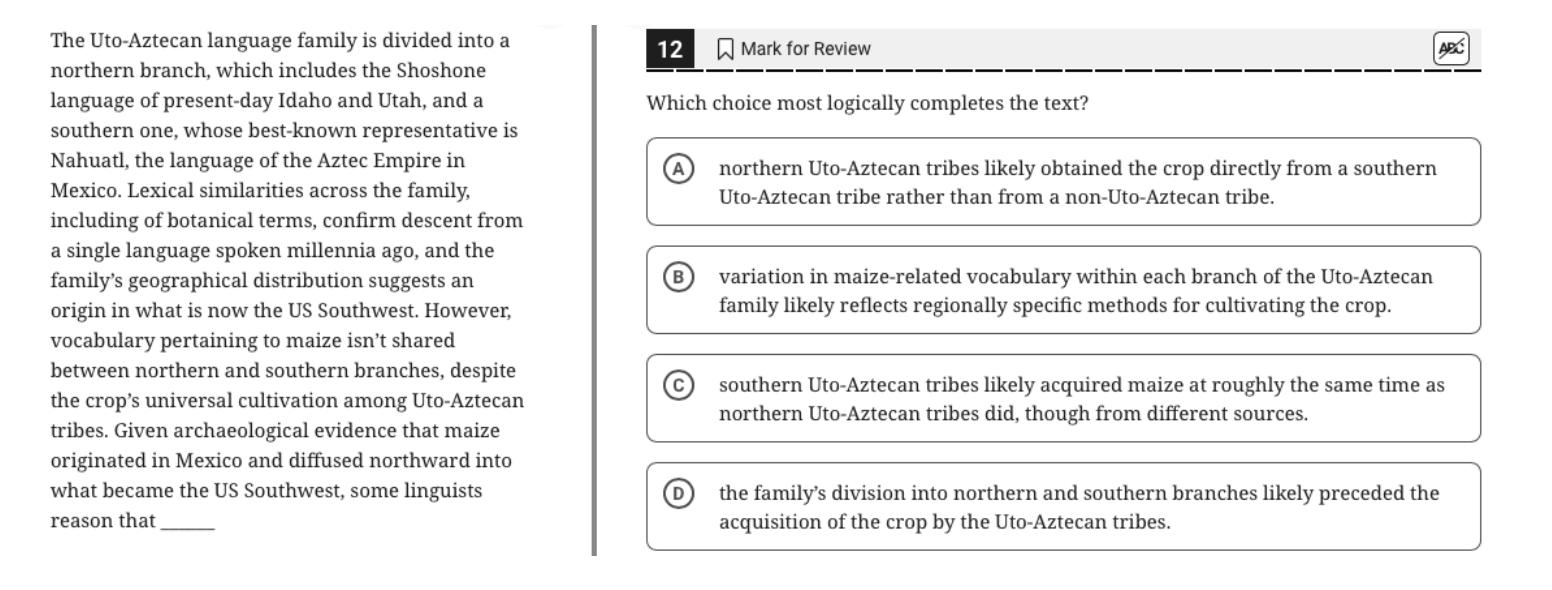 The Uto-Aztecan language family is divided into a
northern branch, which includes the Shoshone
language of present-day Idaho and Utah, and a
southern one, whose best-known representative is
Nahuatl, the language of the Aztec Empire in
Mexico. Lexical similarities across the family,
including of botanical terms, confirm descent from
a single language spoken millennia ago, and the
family’s geographical distribution suggests an
origin in what is now the US Southwest. However,
vocabulary pertaining to maize isn’t shared
between northern and southern branches, despite
the crop’s universal cultivation among Uto-Aztecan
tribes. Given archaeological evidence that maize
originated in Mexico and diffused northward into
what became the US Southwest, some linguists
reason that ______
12 Mark for Review ABC
Which choice most logically completes the text?
A northern Uto-Aztecan tribes likely obtained the crop directly from a southern
Uto-Aztecan tribe rather than from a non-Uto-Aztecan tribe.
B variation in maize-related vocabulary within each branch of the Uto-Aztecan
family likely reflects regionally specific methods for cultivating the crop.
C southern Uto-Aztecan tribes likely acquired maize at roughly the same time as
northern Uto-Aztecan tribes did, though from different sources.
D the family’s division into northern and southern branches likely preceded the
acquisition of the crop by the Uto-Aztecan tribes.